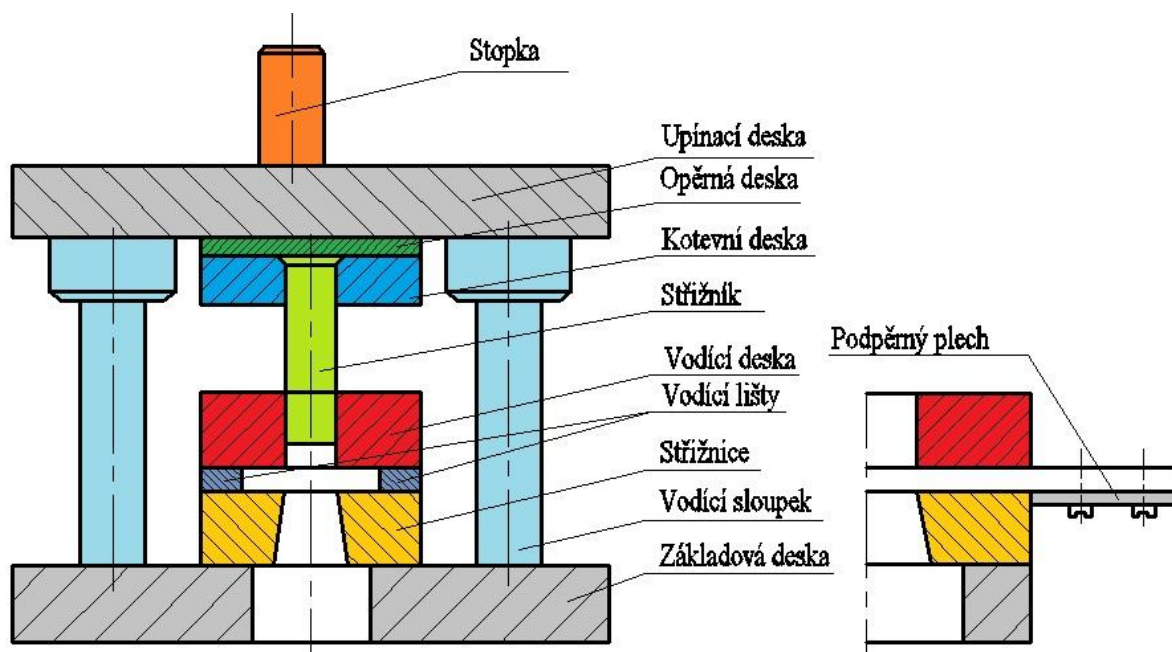 Stopka
Upínací deska
Opěrná deska
Kotevní deska
Střižník
Vodící deska
Vodící lišty
Střižnice
Vodící sloupek
Základová deska
Podpěrný plech